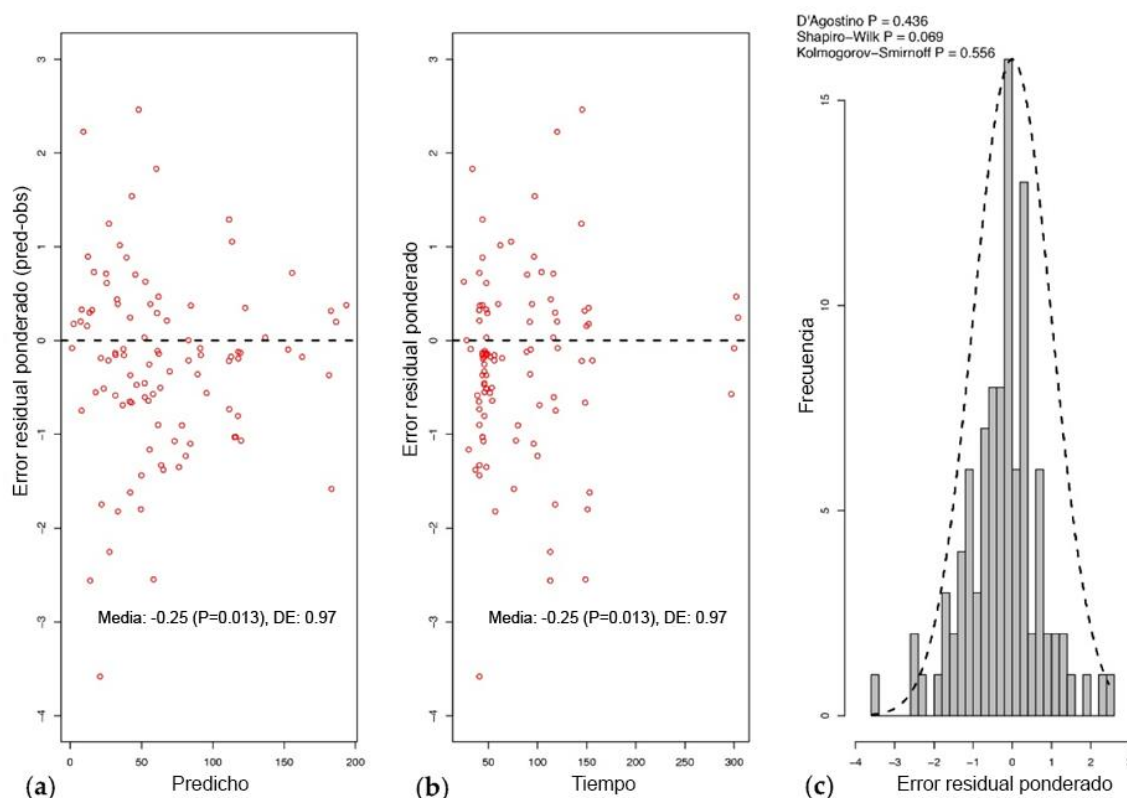 Error residual ponderado (pred-obs)
3
2
1
0
-1
-2
-3
-4
Media: -0.25 (P=0.013), DE: 0.97
0
50
100
150
200
(a)
Predicho
Error residual ponderado
3
2
1
0
-1
-2
-3
-4
Media: -0.25 (P=0.013), DE: 0.97
50
100
150
200
250
300
(b)
Tiempo
D'Agostino P = 0.436
Shapiro-Wilk P = 0.069
Kolmogorov-Smirnoff P = 0.556
Frecuencia
15
10
5
0
-4
-3
-2
-1
0
1
2
3
(c)
Error residual ponderado